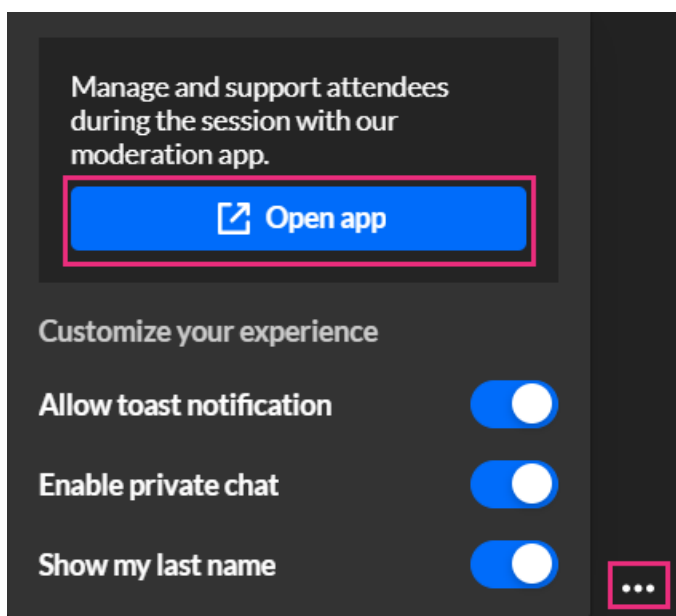 Manage and support attendees
during the session with our
moderation app.
Open app
Customize your experience
Allow toast notification
Enable private chat
Show my last name